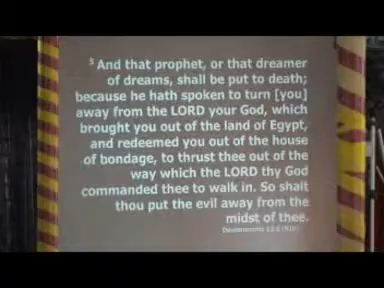 5 And that prophet, or that dreamer
of dreams, shall be put to death;
because he hath spoken to turn [you]
away from the LORD your God, which
brought you out of the land of Egypt,
and redeemed you out of the house
of bondage, to thrust thee out of the
way which the LORD thy God
commanded thee to walk in. So shalt
thou put the evil away from the
midst of thee.
Deuteronomy 13:5 (KJV)